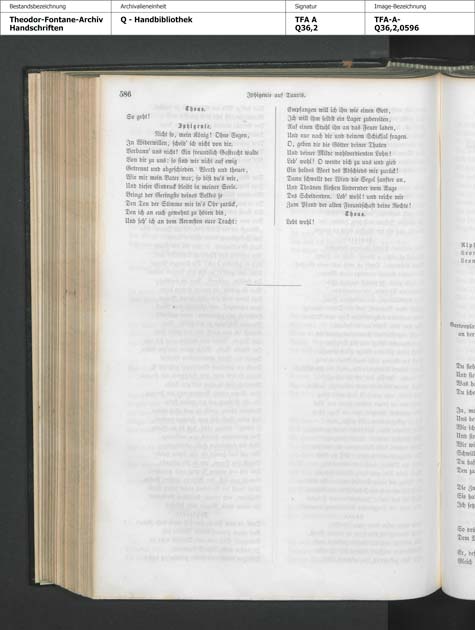 Bestandsbezeichnung
Theodor-Fontane-Archiv
Handschriften
Archivalieneinheit
Q - Handbibliothek
Signatur
TFA A
Q36,2
Image-Bezeichnung
TFA-A-
Q36,2,0596
586
Iphigenie auf Tauris.
Thoas.
So geht!
Iphigenie.
Nicht so, mein König! Ohne Segen,
In Widerwillen, scheid' ich nicht von dir.
Verbann' uns nicht! Ein freundlich Gastrecht walte
Von dir zu uns: so sind wir nicht auf ewig
Getrennt und abgeschieden. Werth und theuer,
Wie mir mein Vater war, so bist du's mir,
Und dieser Eindruck bleibt in meiner Seele.
Bringt der Geringste deines Volkes je
Den Ton der Stimme mir in's Ohr zurück,
Den ich an euch gewohnt zu hören bin,
Und seh' ich an dem Aermsten eure Tracht:
Empfangen will ich ihn wie einen Gott,
Ich will ihm selbst ein Lager zubereiten,
Auf einen Stuhl ihn an das Feuer laden,
Und nur nach dir und deinem Schicksal fragen.
O, geben dir die Götter deiner Thaten
Und deiner Milde wohlverdienten Lohn!
Leb' wohl! O wende dich zu uns und gieb
Ein holdes Wort des Abschieds mir zurück!
Dann schwellt der Wind die Segel sanfter an,
Und Thränen fließen lindernder vom Auge
Des Scheidenden. Leb' wohl! und reiche mir
Zum Pfand der alten Freundschaft deine Rechte!
Thoas.
Lebt wohl!